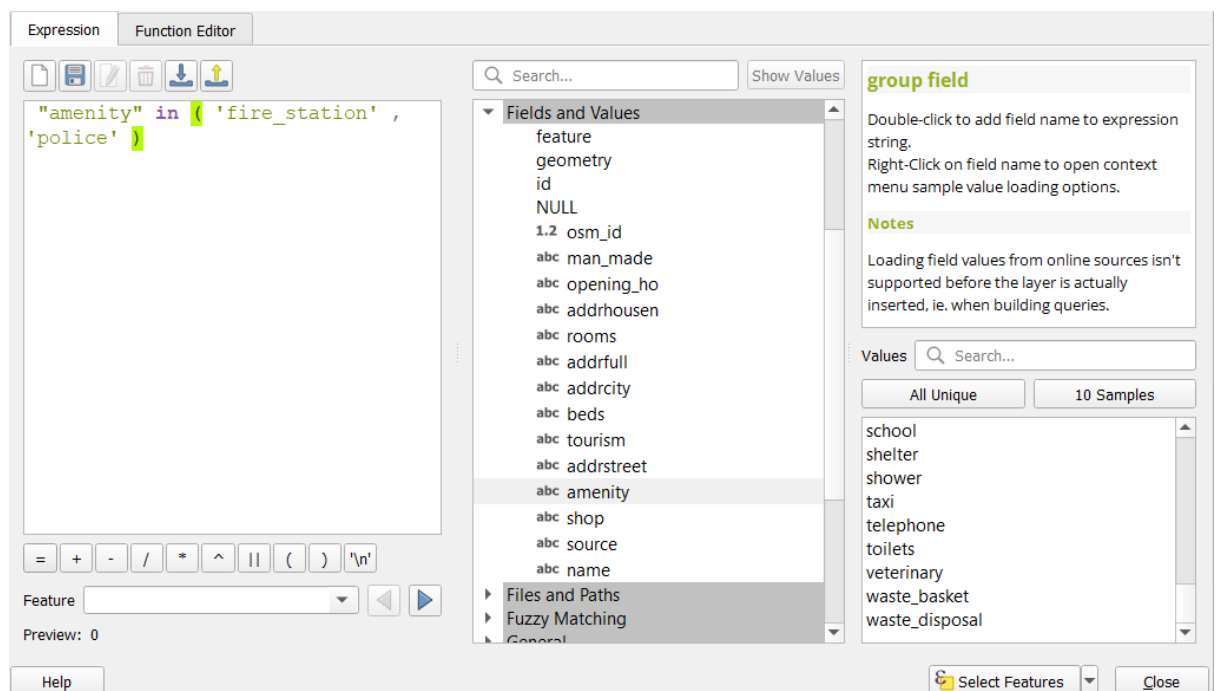 Expression
Function Editor
"amenity" in ( 'fire_station' ,
'police' )
= + - / * ^ || ( ) '\n'
Feature
Preview: 0
Help
Search...
Show Values
Fields and Values
feature
geometry
id
NULL
1.2 osm_id
abc man_made
abc opening_ho
abc addrhousen
abc rooms
abc addrfull
abc addrcity
abc beds
abc tourism
abc addrstreet
abc amenity
abc shop
abc source
abc name
Files and Paths
Fuzzy Matching
General
group field
Double-click to add field name to expression
string.
Right-Click on field name to open context
menu sample value loading options.
Notes
Loading field values from online sources isn't
supported before the layer is actually
inserted, ie. when building queries.
Values
Search...
All Unique
10 Samples
school
shelter
shower
taxi
telephone
toilets
veterinary
waste_basket
waste_disposal
Select Features
Close